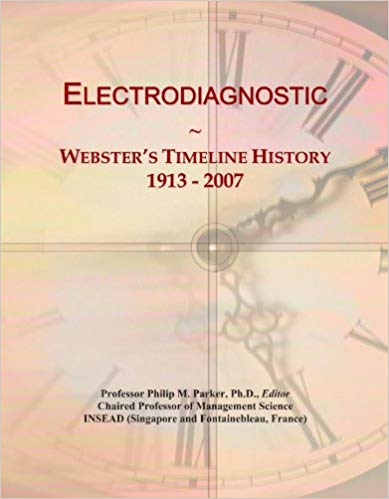 ELECTRODIAGNOSTIC
~
WEBSTER'S TIMELINE HISTORY
1913 - 2007
Professor Philip M. Parker, Ph.D., Editor
Chaired Professor of Management Science
INSEAD (Singapore and Fontainebleau, France)